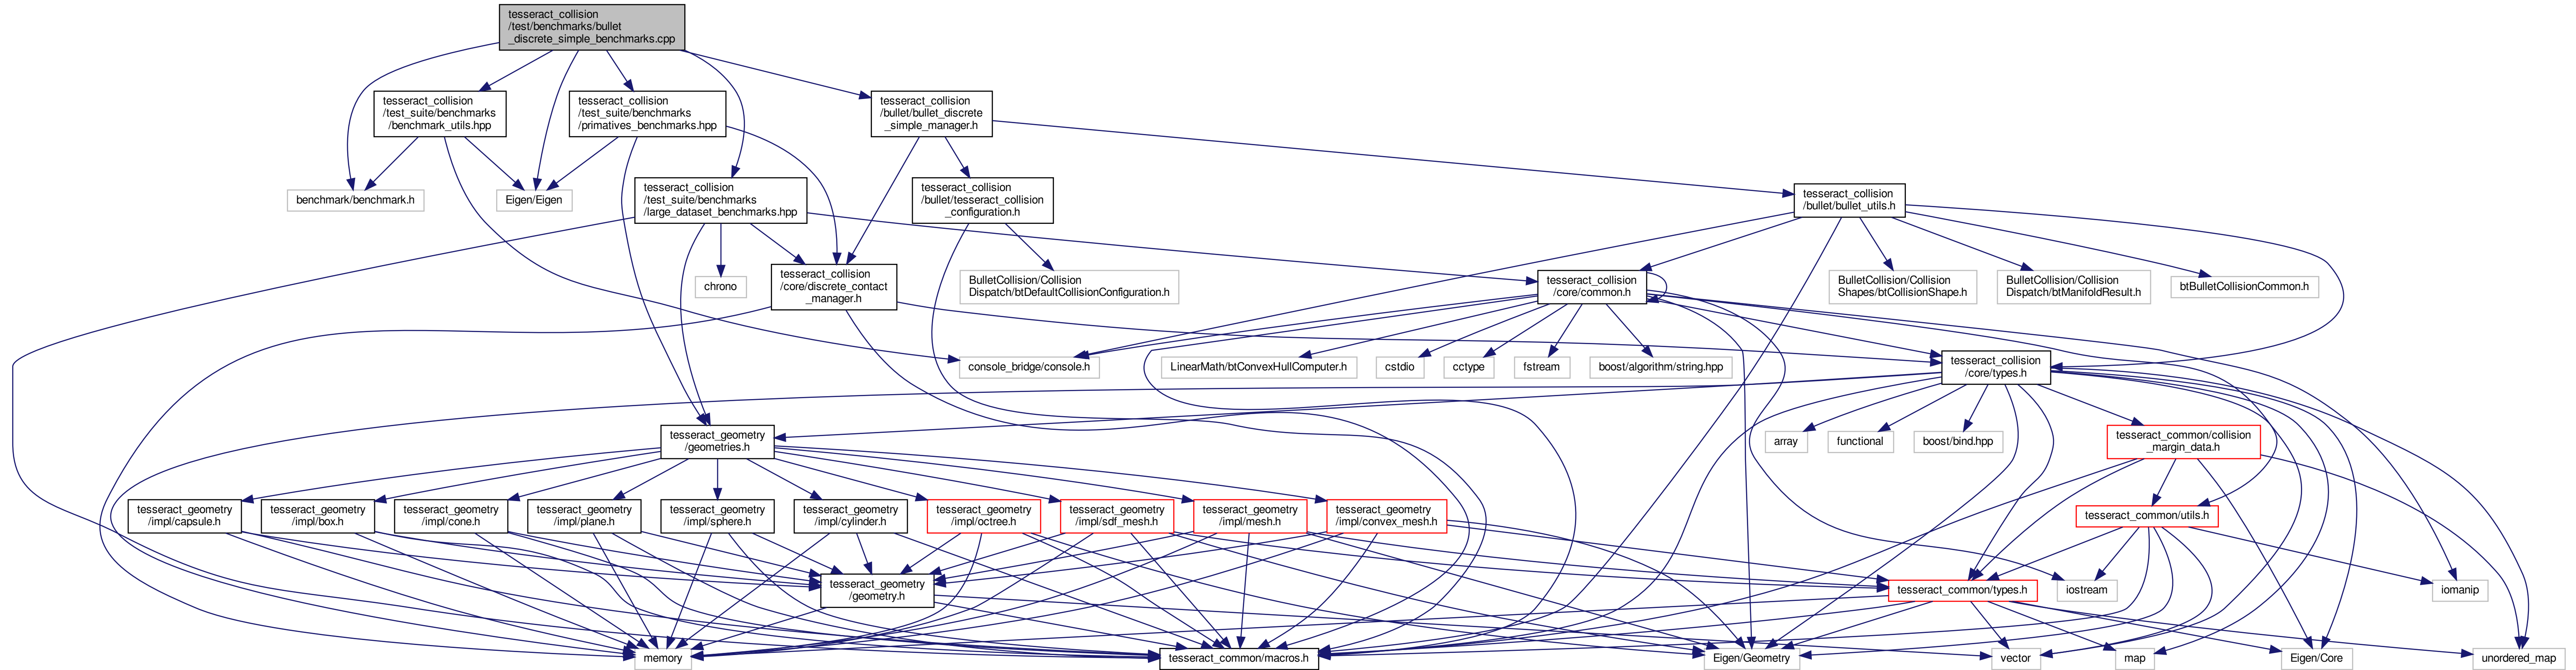 tesseract_collision
/test/benchmarks/bullet
_discrete_simple_benchmarks.cpp
tesseract_collision
/test_suite/benchmarks
/benchmark_utils.hpp
tesseract_collision
/test_suite/benchmarks
/primatives_benchmarks.hpp
tesseract_collision
/bullet/bullet_discrete
_simple_manager.h
benchmark/benchmark.h
Eigen/Eigen
tesseract_collision
/test_suite/benchmarks
/large_dataset_benchmarks.hpp
tesseract_collision
/bullet/tesseract_collision
_configuration.h
tesseract_collision
/bullet/bullet_utils.h
chrono
tesseract_collision
/core/discrete_contact
_manager.h
BulletCollision/Collision
Dispatch/btDefaultCollisionConfiguration.h
tesseract_collision
/core/common.h
BulletCollision/Collision
Shapes/btCollisionShape.h
BulletCollision/Collision
Dispatch/btManifoldResult.h
btBulletCollisionCommon.h
console_bridge/console.h
LinearMath/btConvexHullComputer.h
cstdio
cctype
fstream
boost/algorithm/string.hpp
tesseract_collision
/core/types.h
tesseract_geometry
/geometries.h
array
functional
boost/bind.hpp
tesseract_common/collision
_margin_data.h
tesseract_geometry
/impl/capsule.h
tesseract_geometry
/impl/box.h
tesseract_geometry
/impl/cone.h
tesseract_geometry
/impl/plane.h
tesseract_geometry
/impl/sphere.h
tesseract_geometry
/impl/cylinder.h
tesseract_geometry
/impl/octree.h
tesseract_geometry
/impl/sdf_mesh.h
tesseract_geometry
/impl/mesh.h
tesseract_geometry
/impl/convex_mesh.h
tesseract_common/utils.h
tesseract_geometry
/geometry.h
tesseract_common/types.h
iostream
iomanip
memory
tesseract_common/macros.h
Eigen/Geometry
vector
map
Eigen/Core
unordered_map